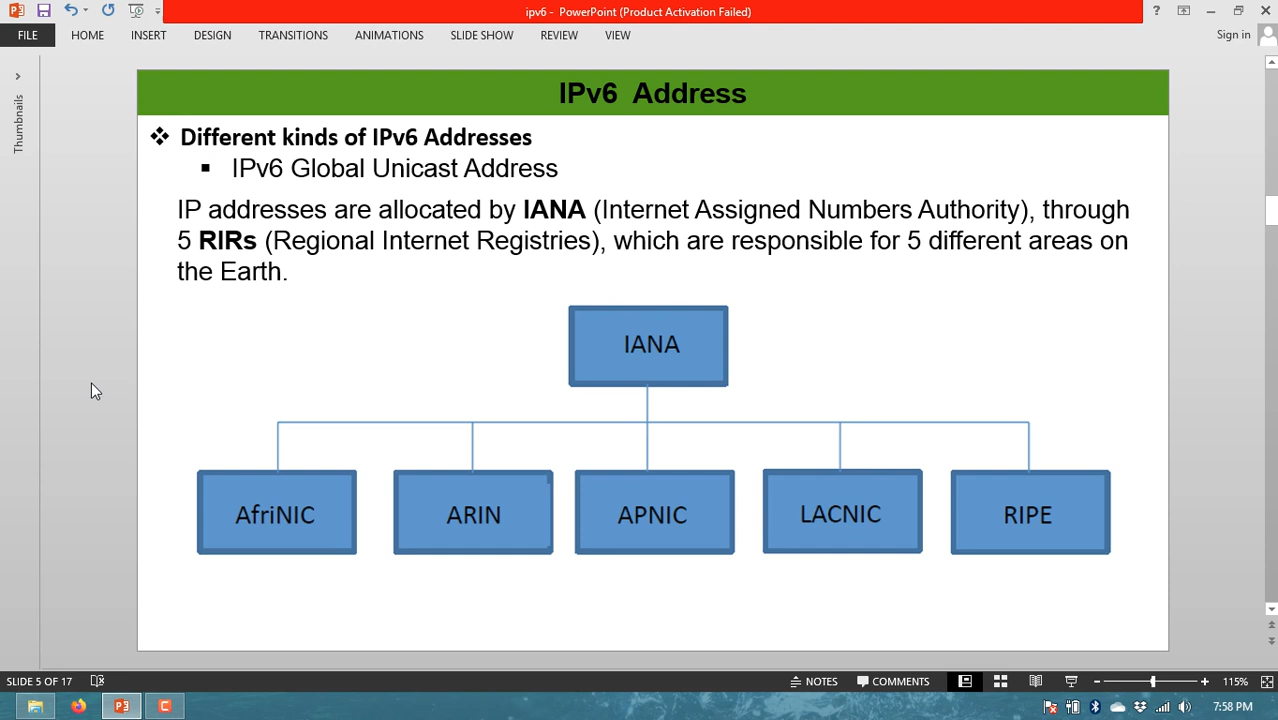 ipv6 - PowerPoint (Product Activation Failed)
?
FILE HOME INSERT DESIGN TRANSITIONS ANIMATIONS SLIDE SHOW REVIEW VIEW Sign in
Thumbnails
IPv6 Address
Different kinds of IPv6 Addresses
IPv6 Global Unicast Address
IP addresses are allocated by IANA (Internet Assigned Numbers Authority), through
5 RIRs (Regional Internet Registries), which are responsible for 5 different areas on
the Earth.
IANA
AfriNIC ARIN APNIC LACNIC RIPE
SLIDE 5 OF 17 NOTES COMMENTS 115%
7:58 PM